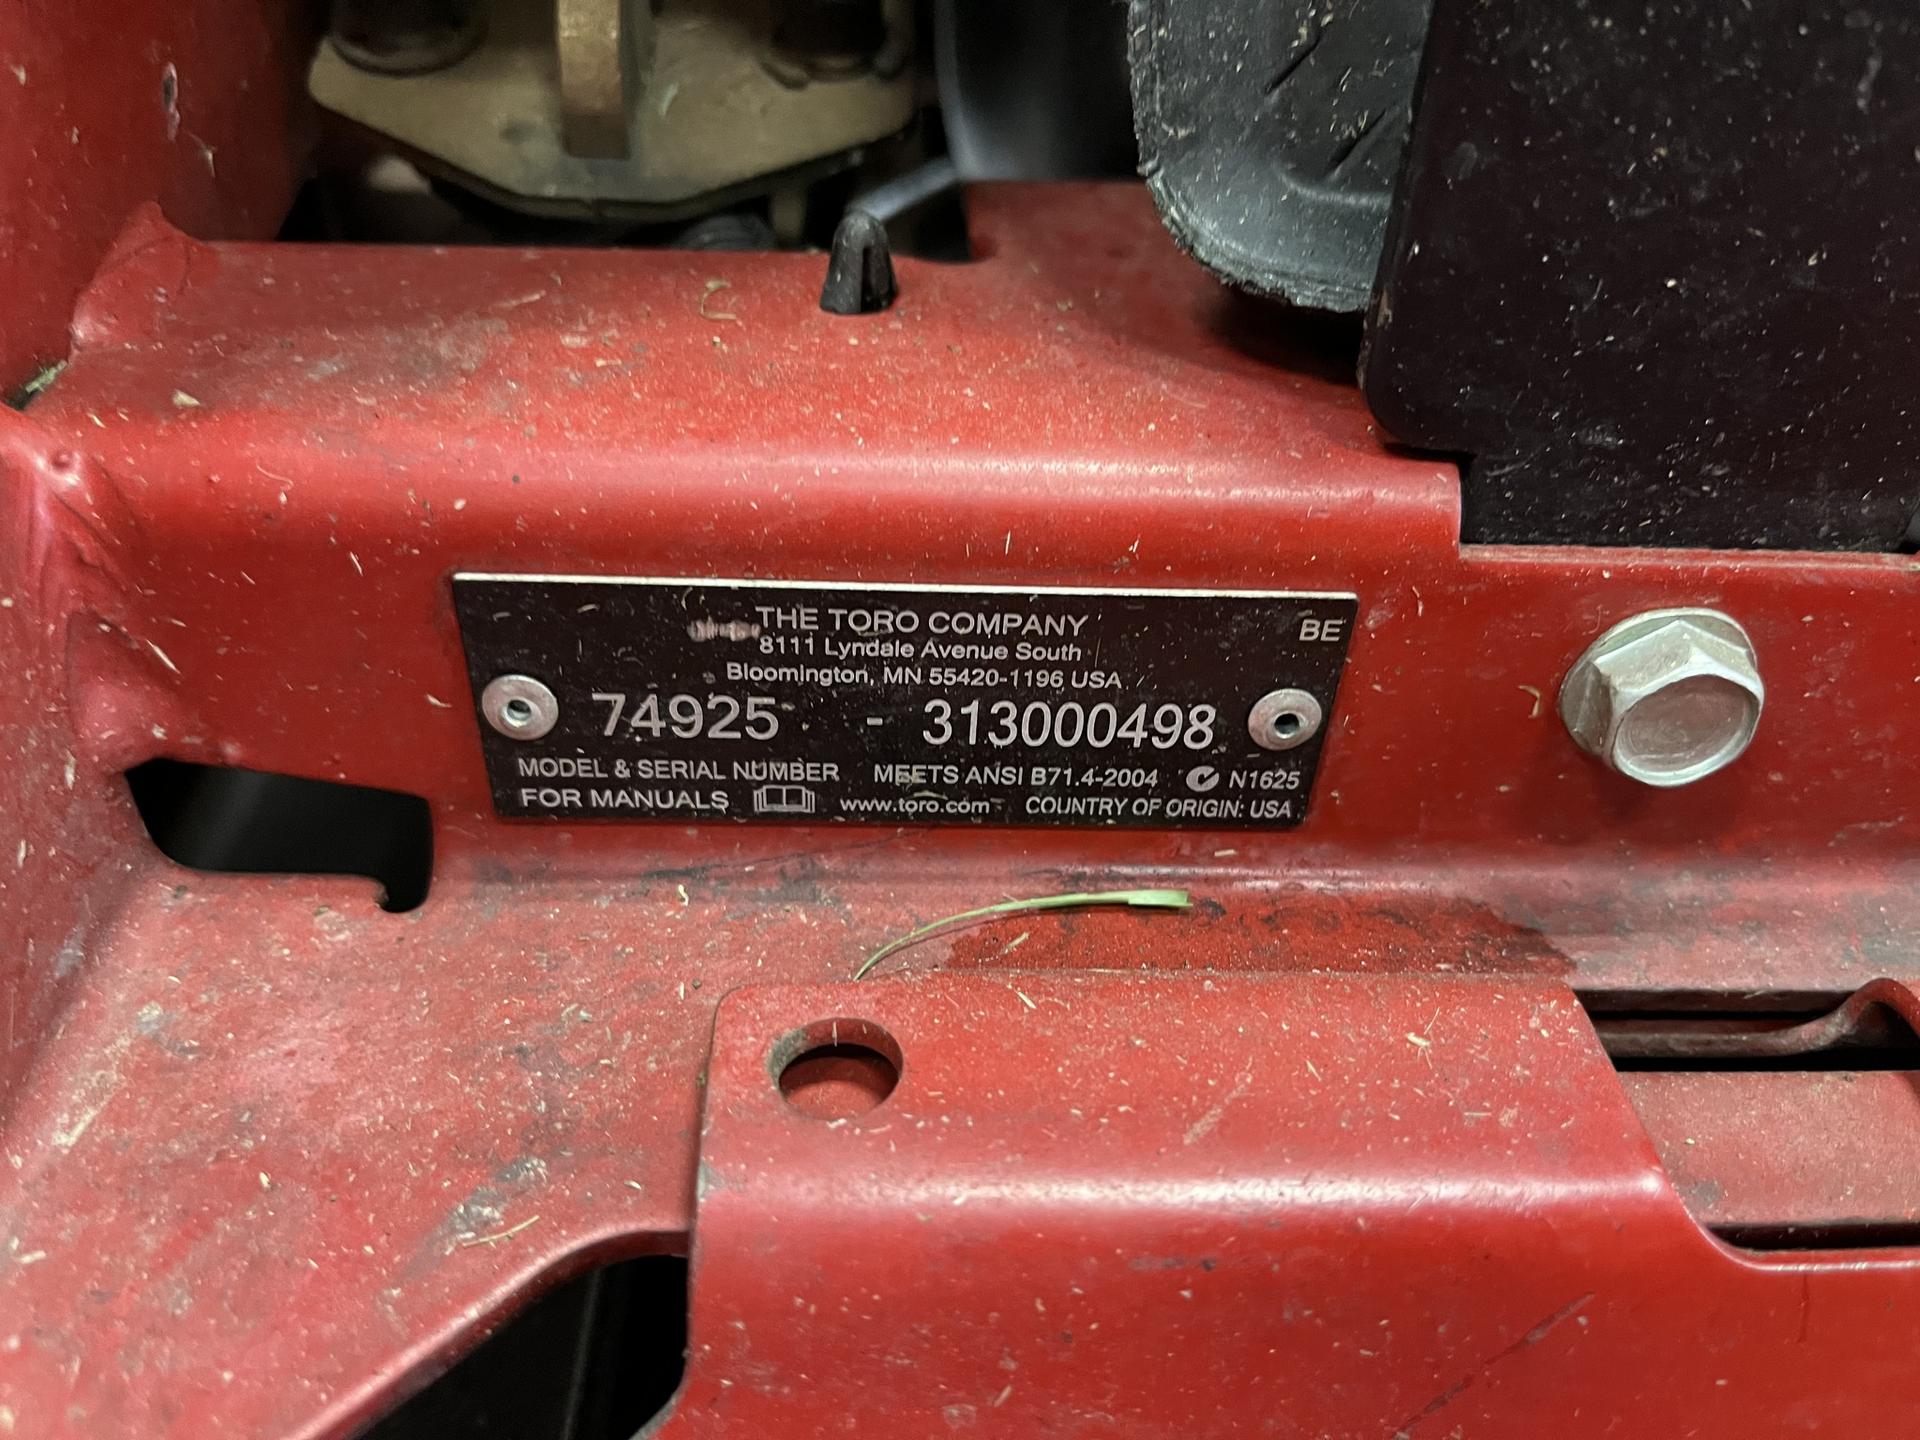 THE TORO COMPANY
BE
8111 Lyndale Avenue South
Bloomington, MN 55420-1196 USA
74925 - 313000498
MODEL & SERIAL NUMBER MEETS ANSI B71.4-2004 N1625
FOR MANUALS www.toro.com COUNTRY OF ORIGIN: USA